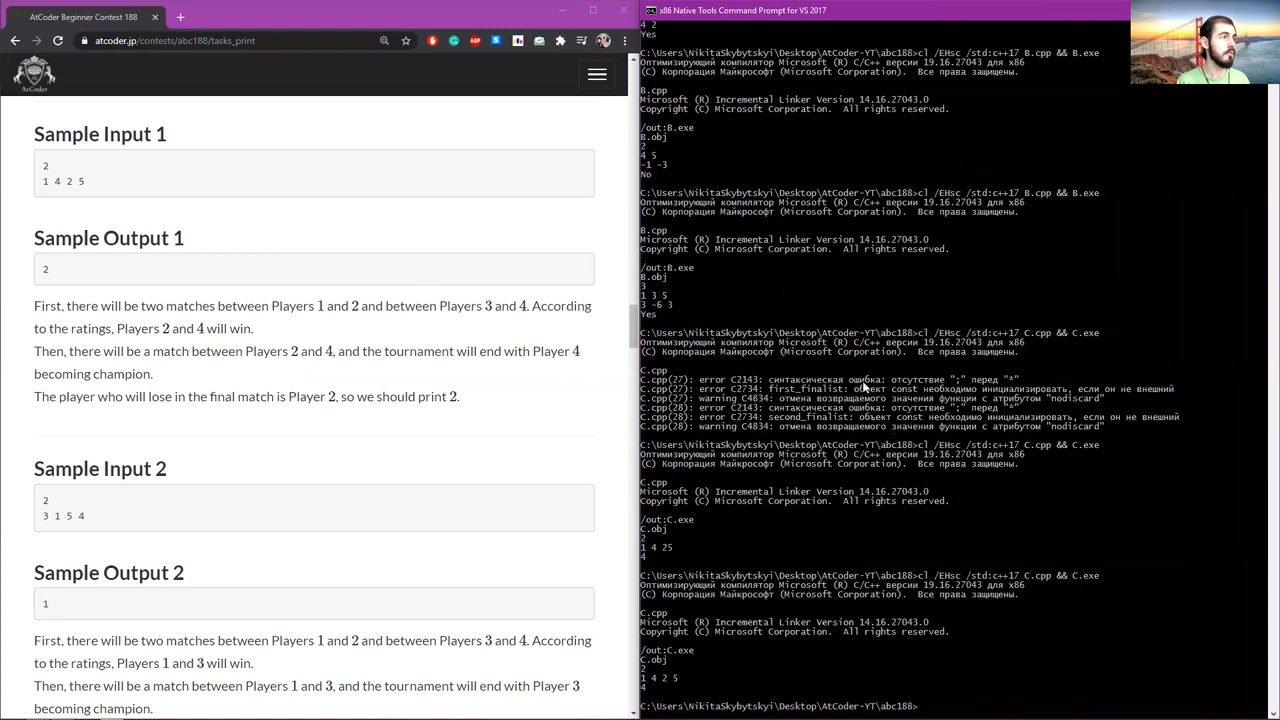 AtCoder Beginner Contest 188
atcoder.jp/contests/abc188/tasks_print
AtCoder
Sample Input 1
2
1 4 2 5
Sample Output 1
2
First, there will be two matches between Players 1 and 2 and between Players 3 and 4. According
to the ratings, Players 2 and 4 will win.
Then, there will be a match between Players 2 and 4, and the tournament will end with Player 4
becoming champion.
The player who will lose in the final match is Player 2, so we should print 2.
Sample Input 2
2
3 1 5 4
Sample Output 2
1
First, there will be two matches between Players 1 and 2 and between Players 3 and 4. According
to the ratings, Players 1 and 3 will win.
Then, there will be a match between Players 1 and 3, and the tournament will end with Player 3
becoming champion.
x86 Native Tools Command Prompt for VS 2017
4 2
Yes
C:\Users\NikitaSkybytskyi\Desktop\AtCoder-YT\abc188>cl /EHsc /std:c++17 B.cpp && B.exe
Оптимизирующий компилятор Microsoft (R) C/C++ версии 19.16.27043.0 для x86
(C) Корпорация Майкрософт (Microsoft Corporation). Все права защищены.
B.cpp
Microsoft (R) Incremental Linker Version 14.16.27043.0
Copyright (C) Microsoft Corporation. All rights reserved.
/out:B.exe
B.obj
2
4 5
-1 -3
No
C:\Users\NikitaSkybytskyi\Desktop\AtCoder-YT\abc188>cl /EHsc /std:c++17 B.cpp && B.exe
Оптимизирующий компилятор Microsoft (R) C/C++ версии 19.16.27043.0 для x86
(C) Корпорация Майкрософт (Microsoft Corporation). Все права защищены.
B.cpp
Microsoft (R) Incremental Linker Version 14.16.27043.0
Copyright (C) Microsoft Corporation. All rights reserved.
/out:B.exe
B.obj
3
1 3 5
3 -6 3
Yes
C:\Users\NikitaSkybytskyi\Desktop\AtCoder-YT\abc188>cl /EHsc /std:c++17 C.cpp && C.exe
Оптимизирующий компилятор Microsoft (R) C/C++ версии 19.16.27043.0 для x86
(C) Корпорация Майкрософт (Microsoft Corporation). Все права защищены.
C.cpp
C.cpp(27): error C2143: синтаксическая ошибка: отсутствие ";" перед "*"
C.cpp(27): error C2734: first_finalist: объект const необходимо инициализировать, если он не внешний
C.cpp(27): warning C4834: отмена возвращаемого значения функции с атрибутом "nodiscard"
C.cpp(28): error C2143: синтаксическая ошибка: отсутствие ";" перед "*"
C.cpp(28): error C2734: second_finalist: объект const необходимо инициализировать, если он не внешний
C.cpp(28): warning C4834: отмена возвращаемого значения функции с атрибутом "nodiscard"
C:\Users\NikitaSkybytskyi\Desktop\AtCoder-YT\abc188>cl /EHsc /std:c++17 C.cpp && C.exe
Оптимизирующий компилятор Microsoft (R) C/C++ версии 19.16.27043.0 для x86
(C) Корпорация Майкрософт (Microsoft Corporation). Все права защищены.
C.cpp
Microsoft (R) Incremental Linker Version 14.16.27043.0
Copyright (C) Microsoft Corporation. All rights reserved.
/out:C.exe
C.obj
2
1 4 25
4
C:\Users\NikitaSkybytskyi\Desktop\AtCoder-YT\abc188>cl /EHsc /std:c++17 C.cpp && C.exe
Оптимизирующий компилятор Microsoft (R) C/C++ версии 19.16.27043.0 для x86
(C) Корпорация Майкрософт (Microsoft Corporation). Все права защищены.
C.cpp
Microsoft (R) Incremental Linker Version 14.16.27043.0
Copyright (C) Microsoft Corporation. All rights reserved.
/out:C.exe
C.obj
2
1 4 2 5
4
C:\Users\NikitaSkybytskyi\Desktop\AtCoder-YT\abc188>